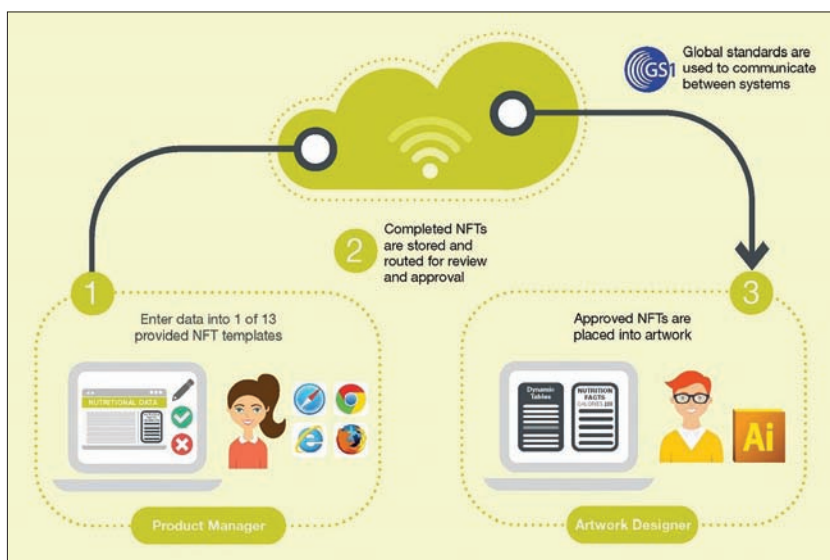 GS1
Global standards are
used to communicate
between systems
2
Completed NFTs
are stored and
routed for review
and approval
1
Enter data into 1 of 13
provided NFT templates
NUTRITIONAL DATA
Product Manager
3
Approved NFTs are
placed into artwork
Dynamic
Tables
NUTRITION
FACTS
Ai
Artwork Designer